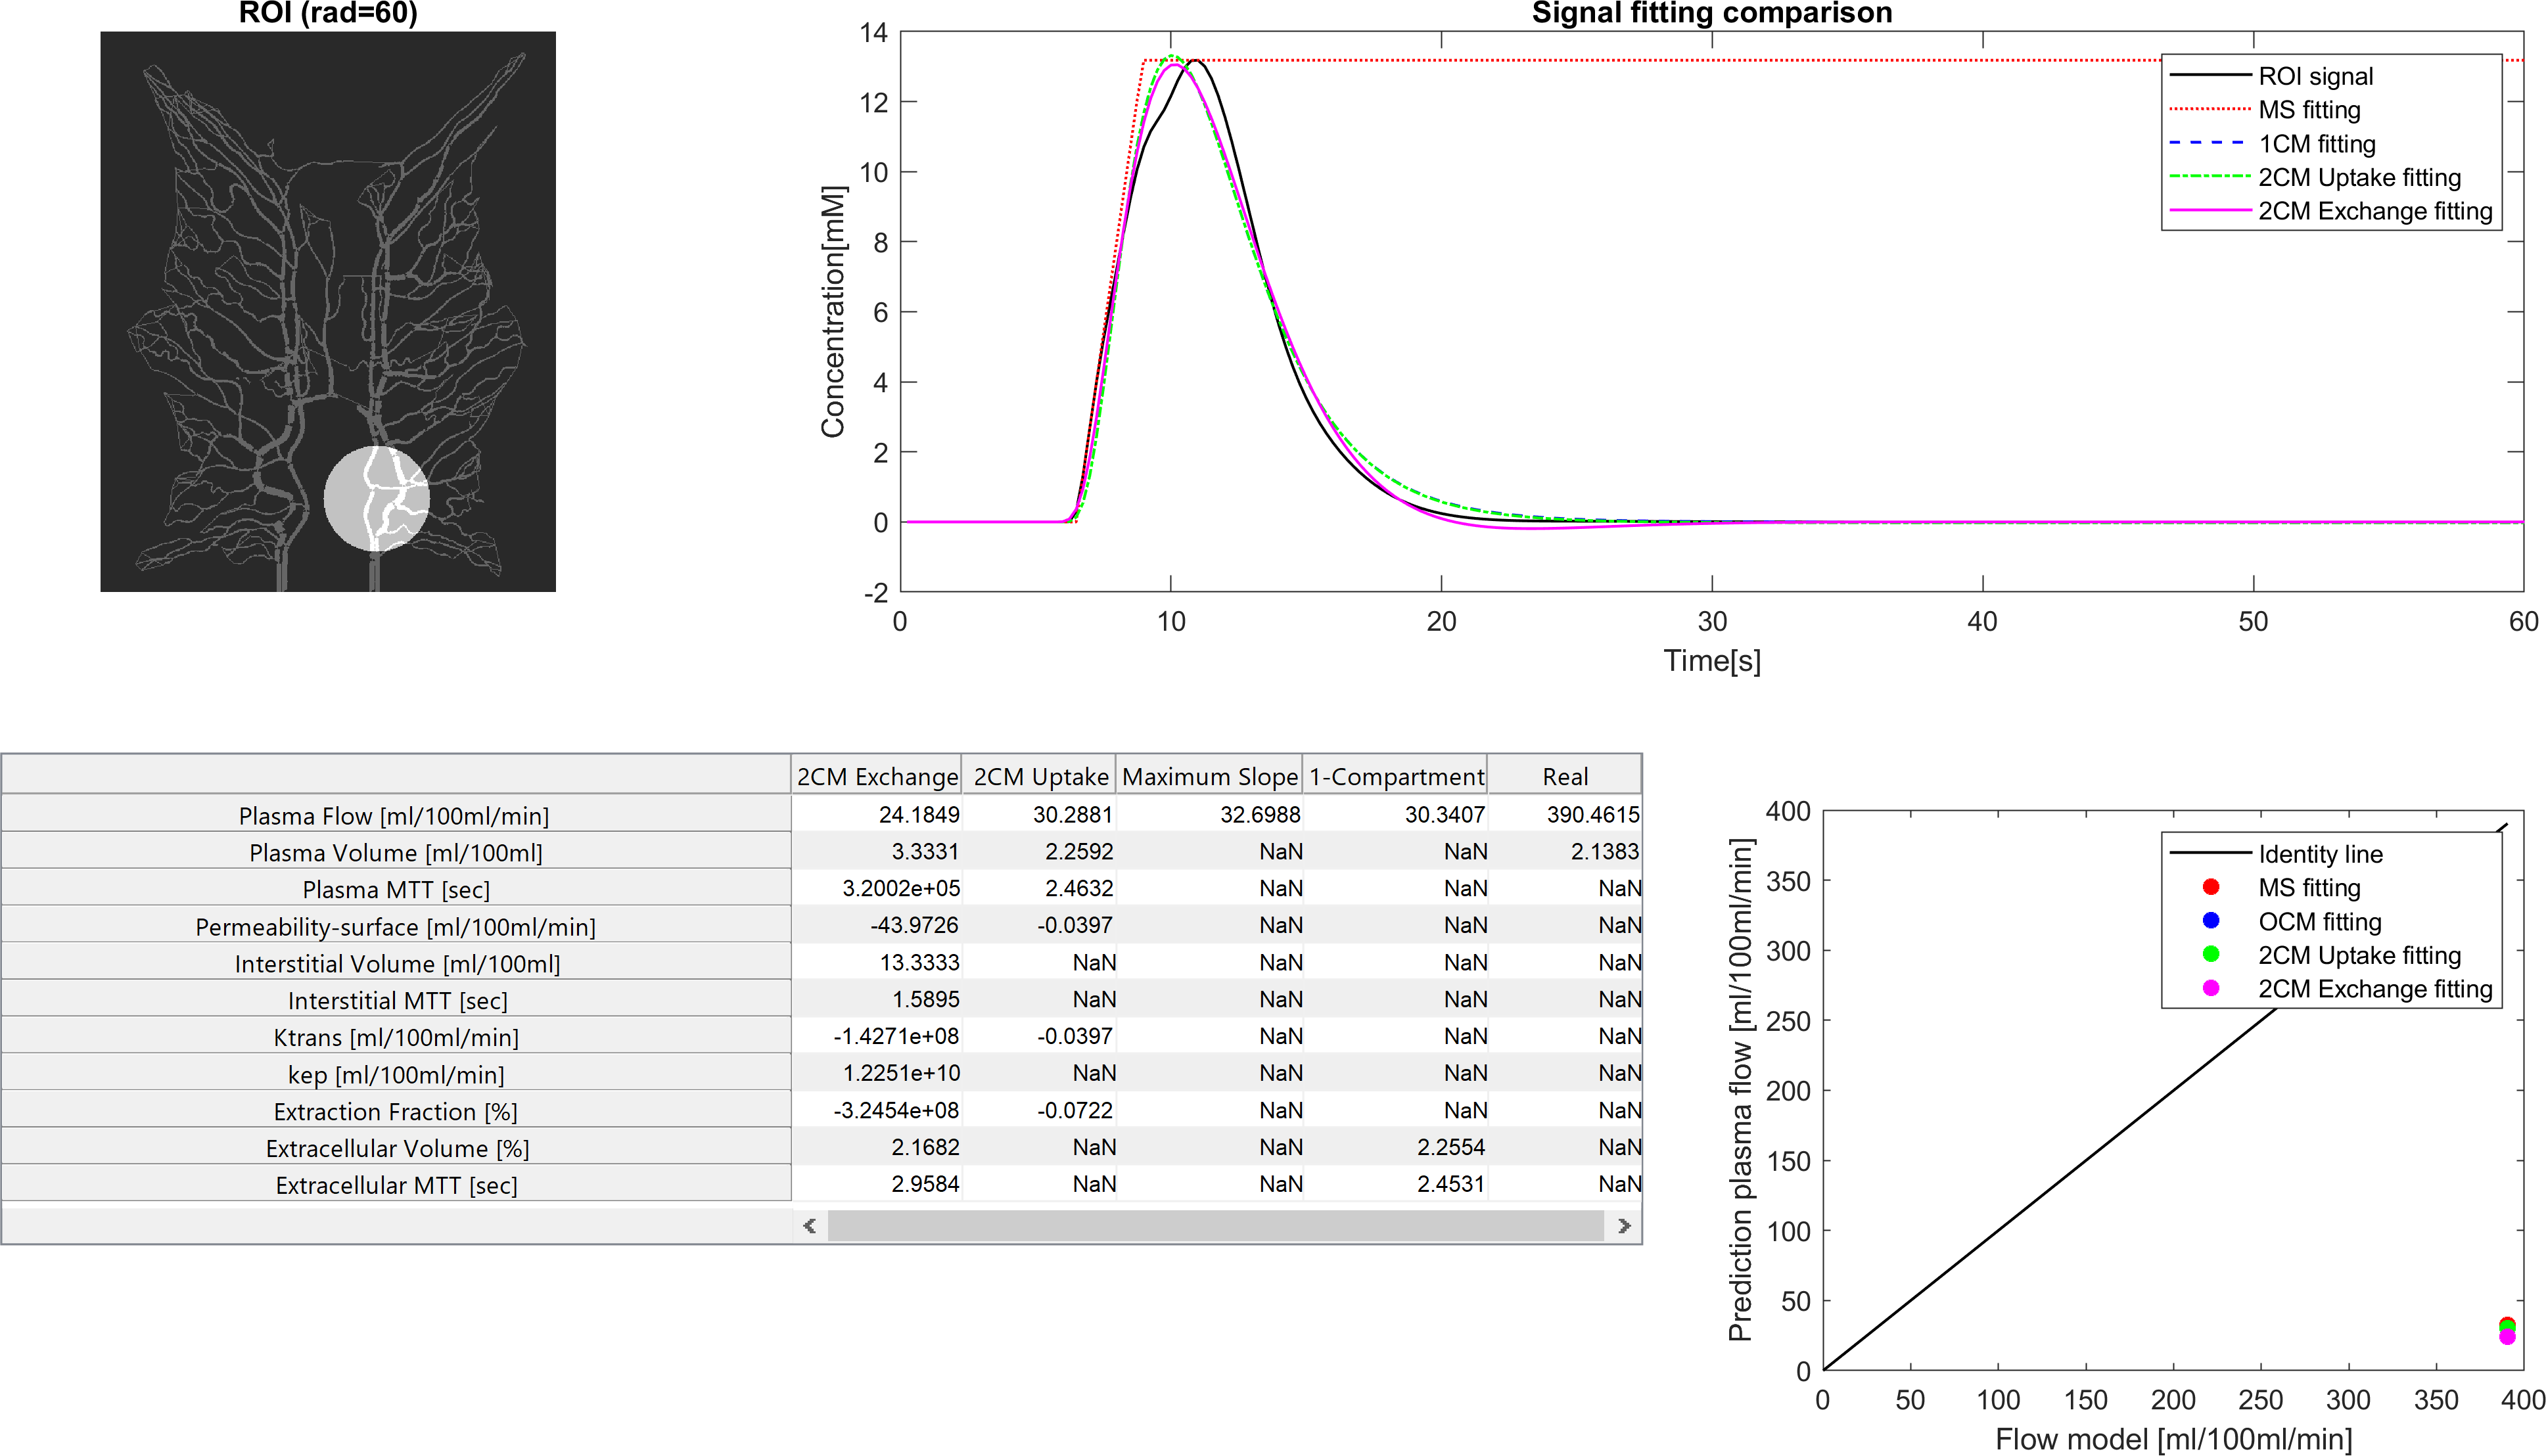 ROI (rad=60)
Signal fitting comparison
Concentration[mM]
14
12
10
8
6
4
2
0
-2
0 10 20 30 40 50 60
Time[s]
ROI signal
MS fitting
1CM fitting
2CM Uptake fitting
2CM Exchange fitting
2CM Exchange 2CM Uptake Maximum Slope 1-Compartment Real
Plasma Flow [ml/100ml/min] 24.1849 30.2881 32.6988 30.3407 390.4615
Plasma Volume [ml/100ml] 3.3331 2.2592 NaN NaN 2.1383
Plasma MTT [sec] 3.2002e+05 2.4632 NaN NaN NaN
Permeability-surface [ml/100ml/min] -43.9726 -0.0397 NaN NaN NaN
Interstitial Volume [ml/100ml] 13.3333 NaN NaN NaN NaN
Interstitial MTT [sec] 1.5895 NaN NaN NaN NaN
Ktrans [ml/100ml/min] -1.4271e+08 -0.0397 NaN NaN NaN
kep [ml/100ml/min] 1.2251e+10 NaN NaN NaN NaN
Extraction Fraction [%] -3.2454e+08 -0.0722 NaN NaN NaN
Extracellular Volume [%] 2.1682 NaN NaN 2.2554 NaN
Extracellular MTT [sec] 2.9584 NaN NaN 2.4531 NaN
Prediction plasma flow [ml/100ml/min]
400
350
300
250
200
150
100
50
0
0 50 100 150 200 250 300 350 400
Flow model [ml/100ml/min]
Identity line
MS fitting
OCM fitting
2CM Uptake fitting
2CM Exchange fitting